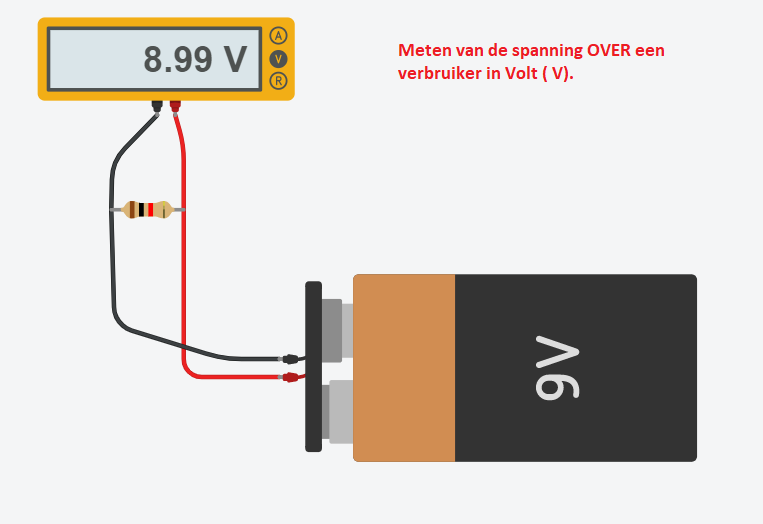 8.99 V
A
V
R
Meten van de spanning OVER een
verbruiker in Volt ( V).
9V